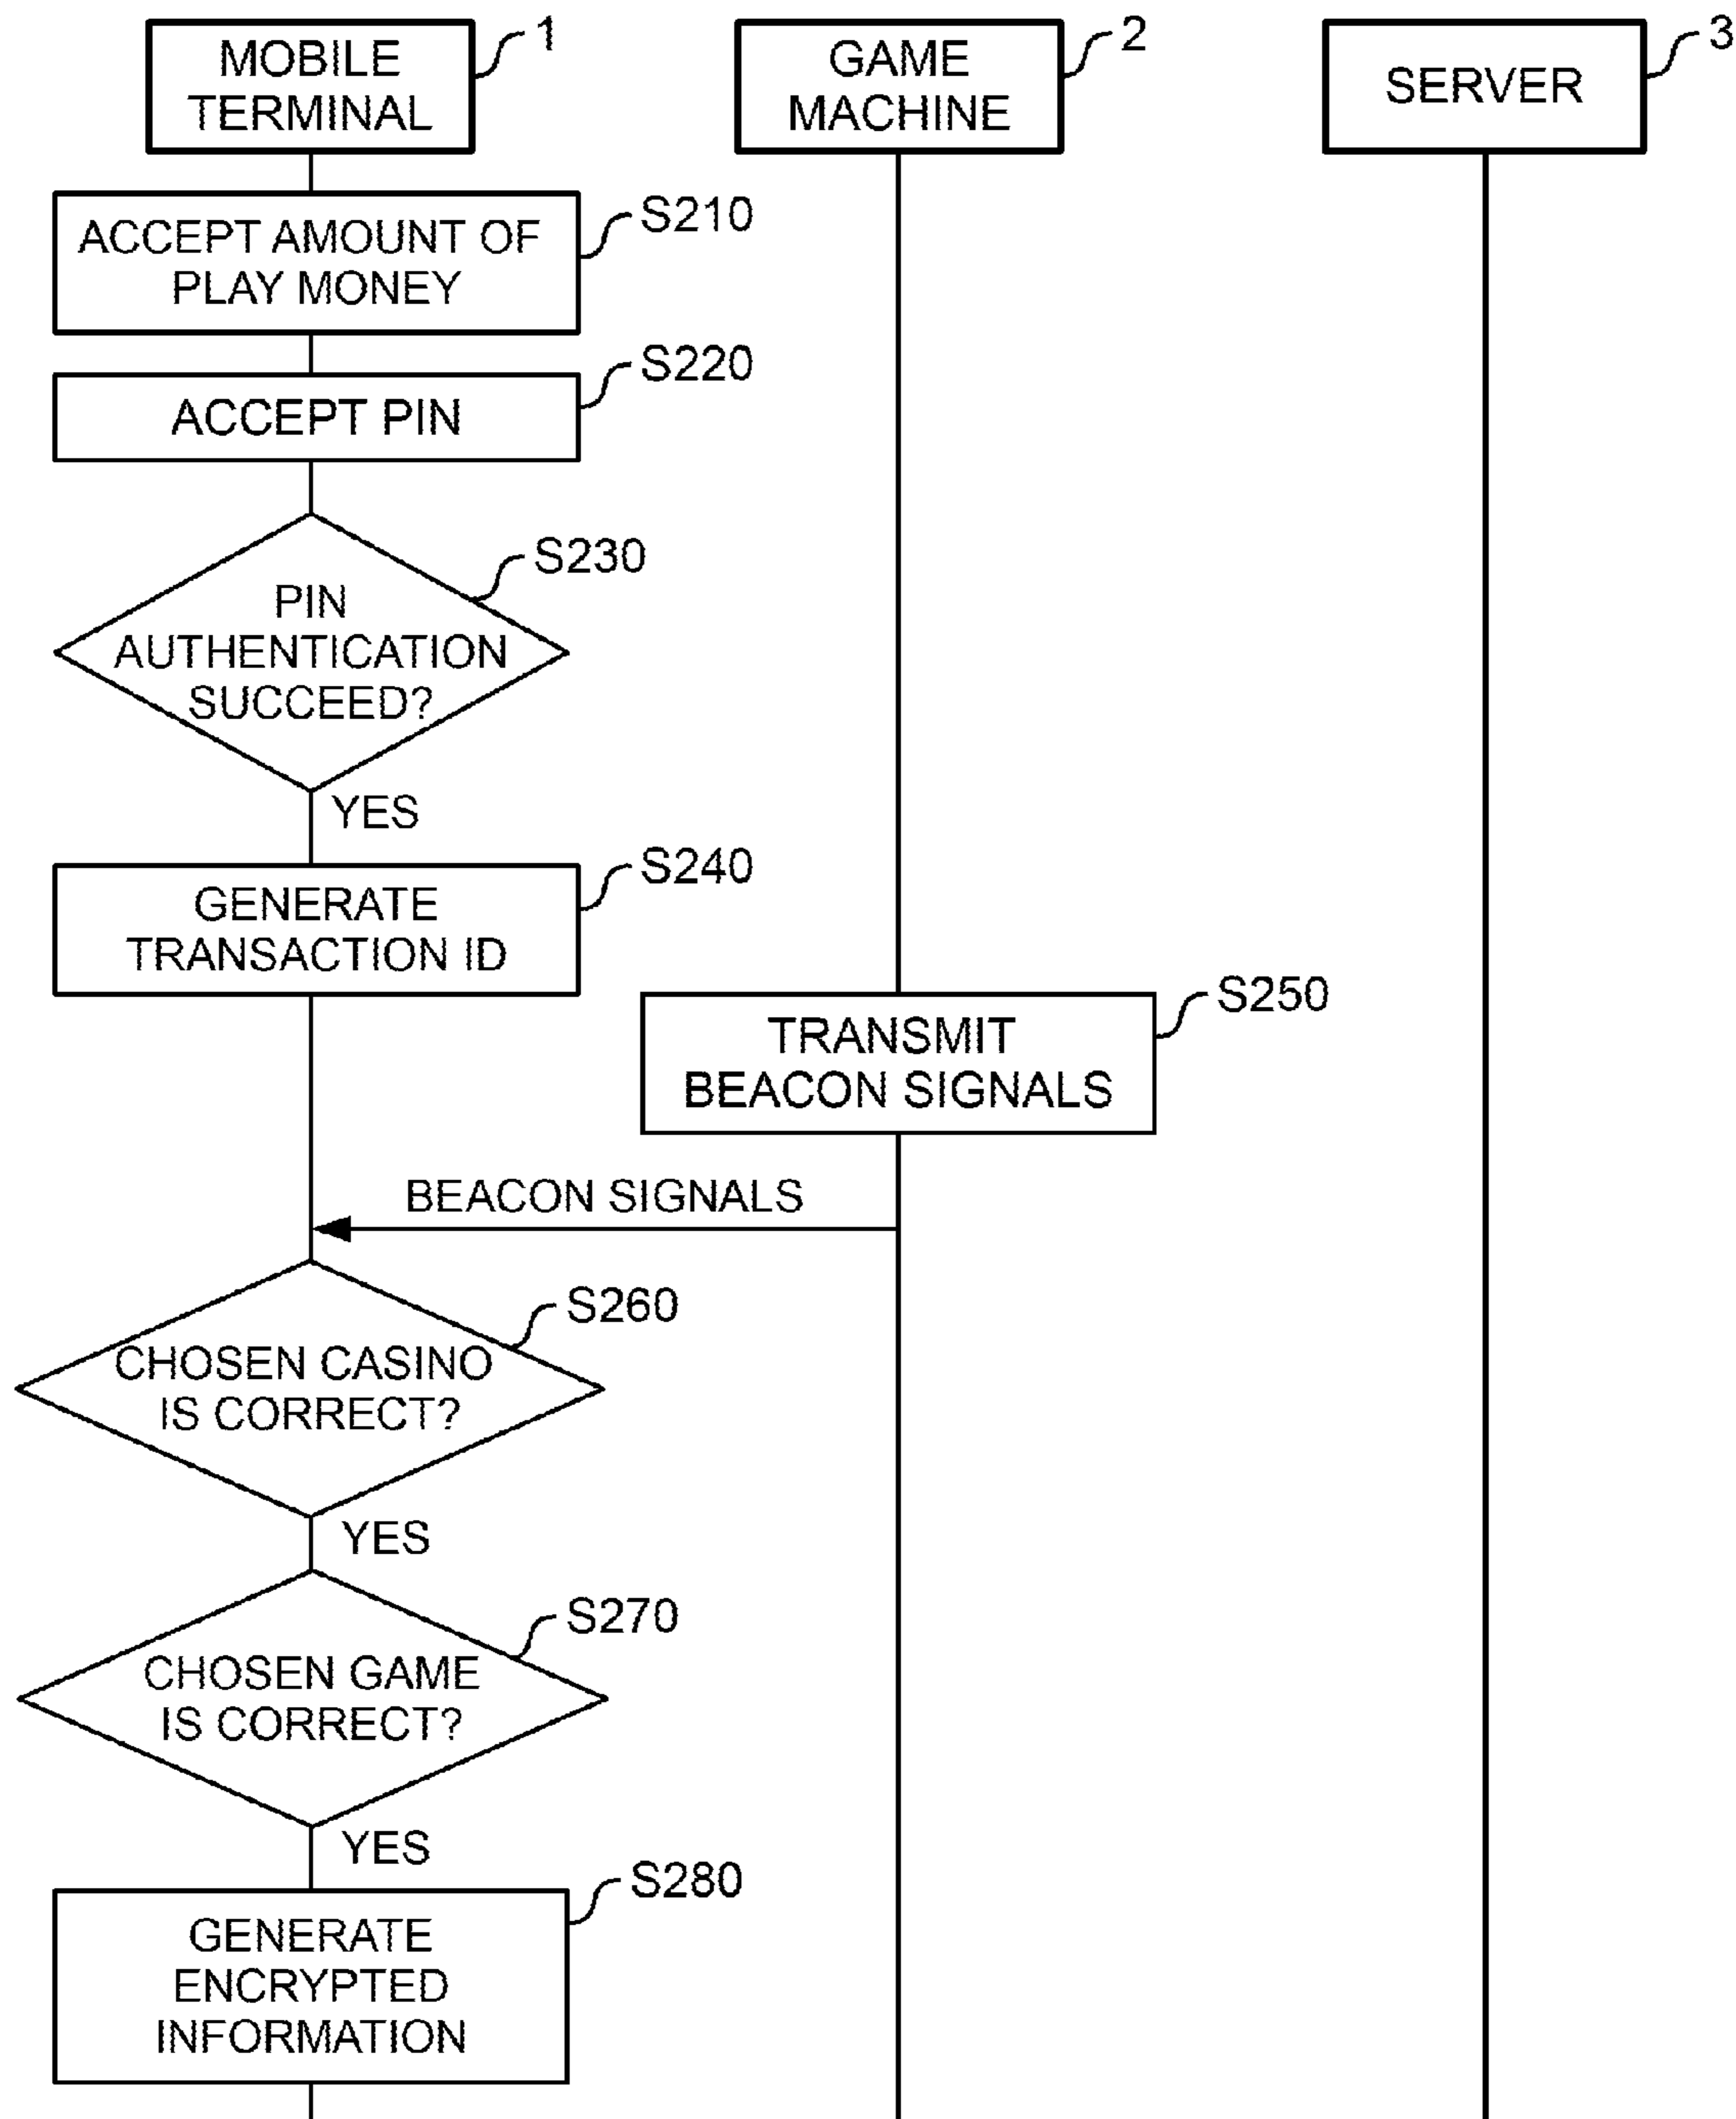 MOBILE
TERMINAL
1
GAME
MACHINE
2
SERVER
3
ACCEPT AMOUNT OF
PLAY MONEY
S210
ACCEPT PIN
S220
PIN
AUTHENTICATION
SUCCEED?
S230
YES
GENERATE
TRANSACTION ID
S240
TRANSMIT
BEACON SIGNALS
S250
BEACON SIGNALS
CHOSEN CASINO
IS CORRECT?
S260
YES
CHOSEN GAME
IS CORRECT?
S270
YES
GENERATE
ENCRYPTED
INFORMATION
S280